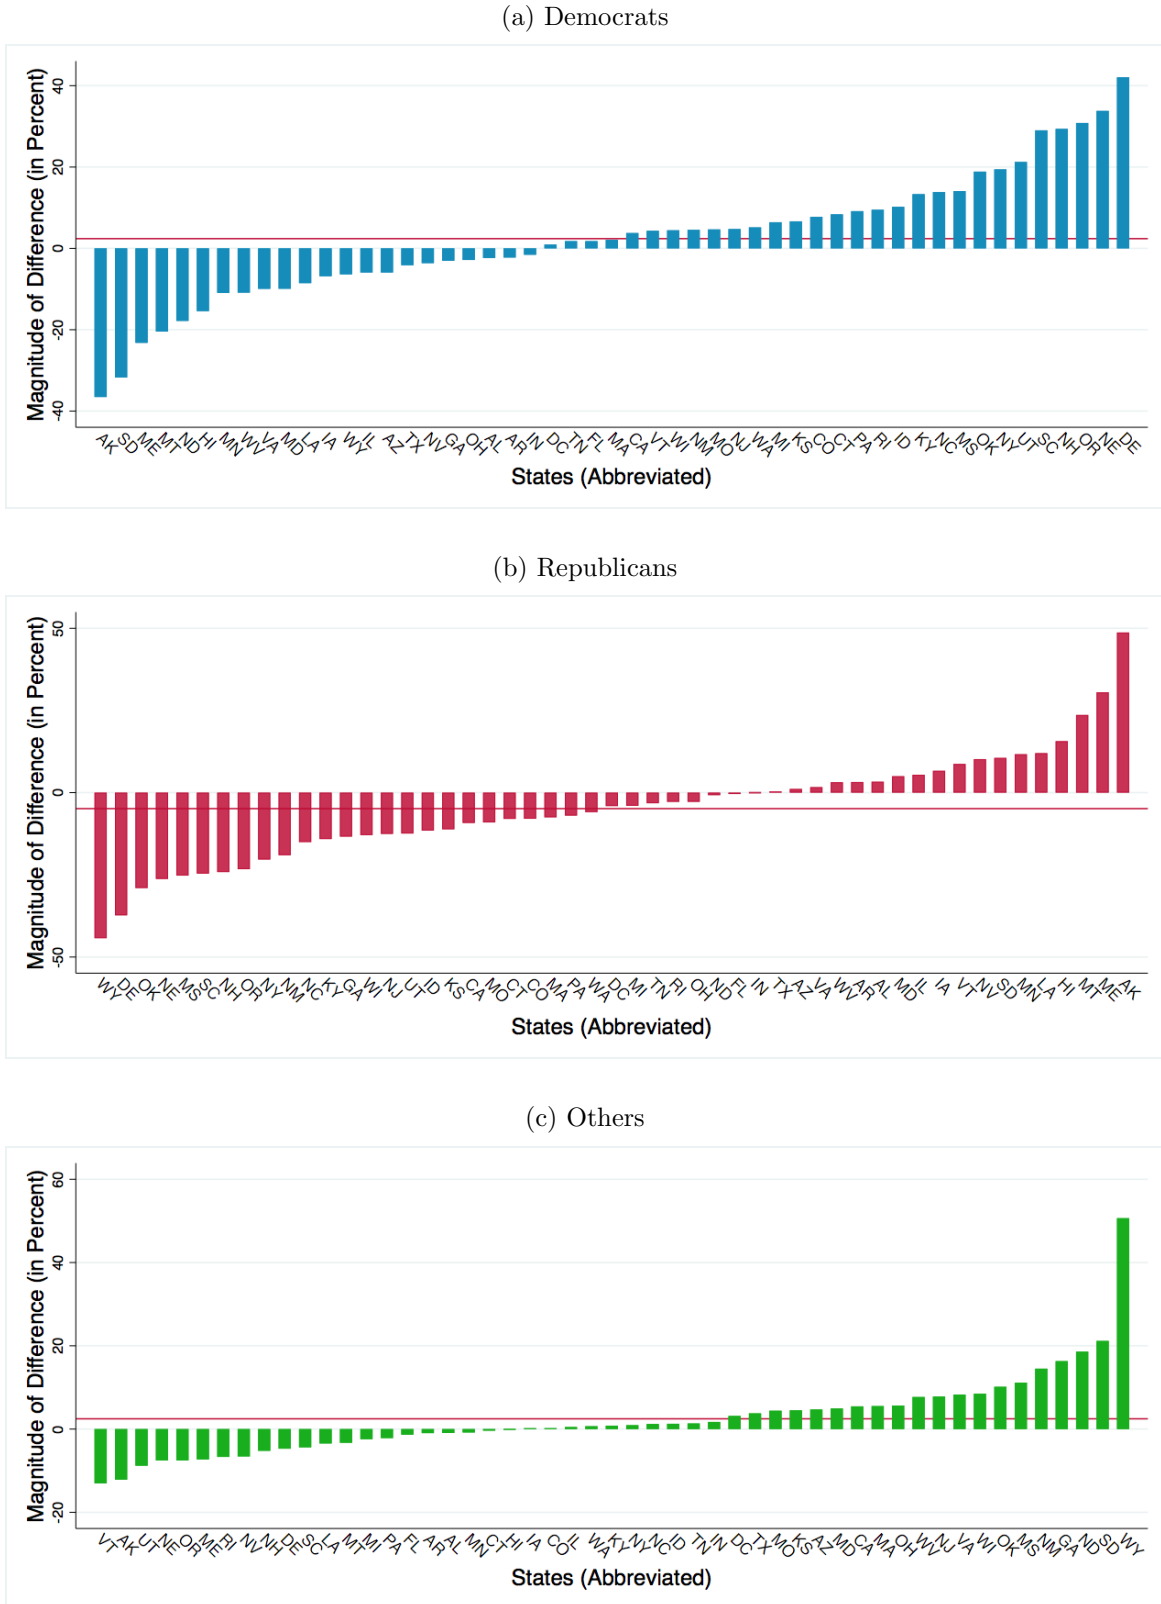 (a) Democrats
Magnitude of Difference (in Percent)
40
20
0
-20
-40
AK SD ME MT ND HI MN WV VA MD LA IA WY IL AZ TX NV GA OH AL AR IN DC TN FL MA CA VT WI NM MO NJ WA MI KS CO CT PA RI ID KY NC MS OK NY UT SC NH OR NE DE
States (Abbreviated)
(b) Republicans
Magnitude of Difference (in Percent)
50
0
-50
WY DE OK NE MS SC NH OR NY NM NC KY GA WI NJ UT ID KS CA MO CT CO MA PA WA DC MI TN RI OH ND FL IN TX AZ VA WV AR AL MD IL IA VT NV SD MN LA HI MT ME AK
States (Abbreviated)
(c) Others
Magnitude of Difference (in Percent)
60
40
20
0
-20
VT AK UT NE OR ME RI NV NH DE SC LA MT MI PA FL AR AL MN CT HI IA CO IL WA KY NY NC ID TN IN DC TX MO KS AZ MD CA MA OH WV NJ VA WI OK MS NM GA ND SD WY
States (Abbreviated)